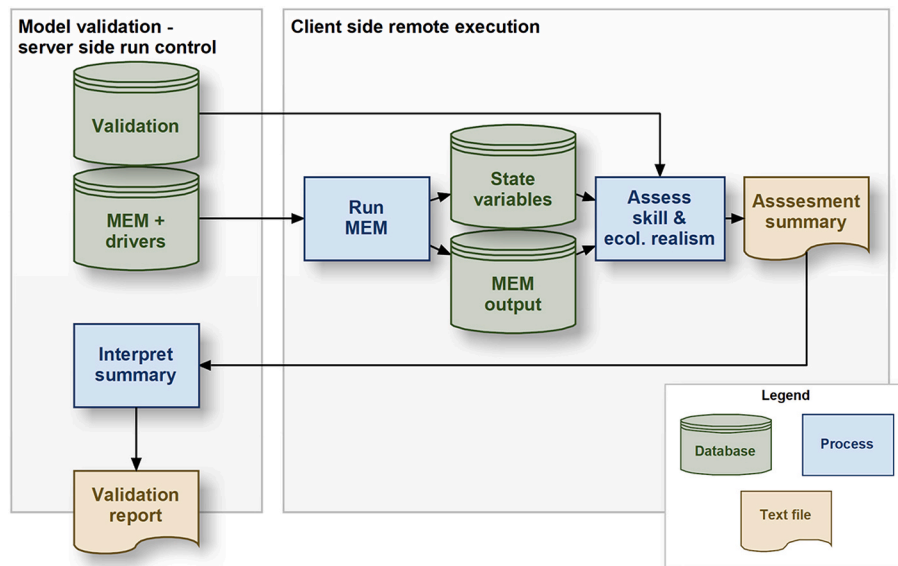 Model validation -
server side run control
Validation
MEM +
drivers
Interpret
summary
Validation
report
Client side remote execution
Run
MEM
State
variables
MEM
output
Assess
skill &
ecol. realism
Asssesment
summary
Legend
Database
Process
Text file